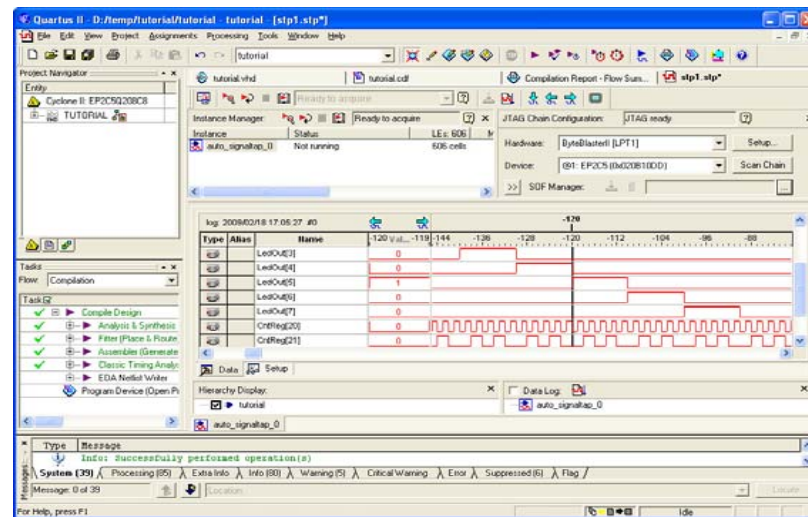 Quartus II - D:/temp/tutorial/tutorial - tutorial - [stp1.stp*]
File Edit View Project Assignments Processing Tools Window Help
tutorial
Project Navigator
Entity
Cyclone II: EP2C5Q208C8
TUTORIAL
tutorial.vhd
tutorial.cdf
Compilation Report - Flow Sum...
stp1.stp*
Ready to acquire
Instance Manager:
Ready to acquire
Instance Status LEs: 606
auto_signaltap_0 Not running 606 cells
JTAG Chain Configuration: JTAG ready
Hardware: ByteBlasterII [LPT1] Setup...
Device: @1: EP2C5 (0x020B10DD) Scan Chain
>> SOF Manager: ...
log: 2009/02/18 17:05:27 #0
-120
Type Alias Name -120 Val... -119 -144 -136 -128 -120 -112 -104 -96 -88
LedOut[3] 0
LedOut[4] 0
LedOut[5] 1
LedOut[6] 0
LedOut[7] 0
CntReg[20] 0
CntReg[21] 0
Data Setup
Hierarchy Display:
tutorial
Data Log:
auto_signaltap_0
auto_signaltap_0
Tasks
Flow: Compilation
Task
Compile Design
Analysis & Synthesis
Fitter (Place & Route
Assembler (Generate
Classic Timing Analy
EDA Netlist Writer
Program Device (Open Pr
Type Message
Info: Successfully performed operation(s)
System (39) Processing (85) Extra Info Info (80) Warning (5) Critical Warning Error Suppressed (6) Flag
Messages
Message: 0 of 39
Location
Locate
For Help, press F1
Idle